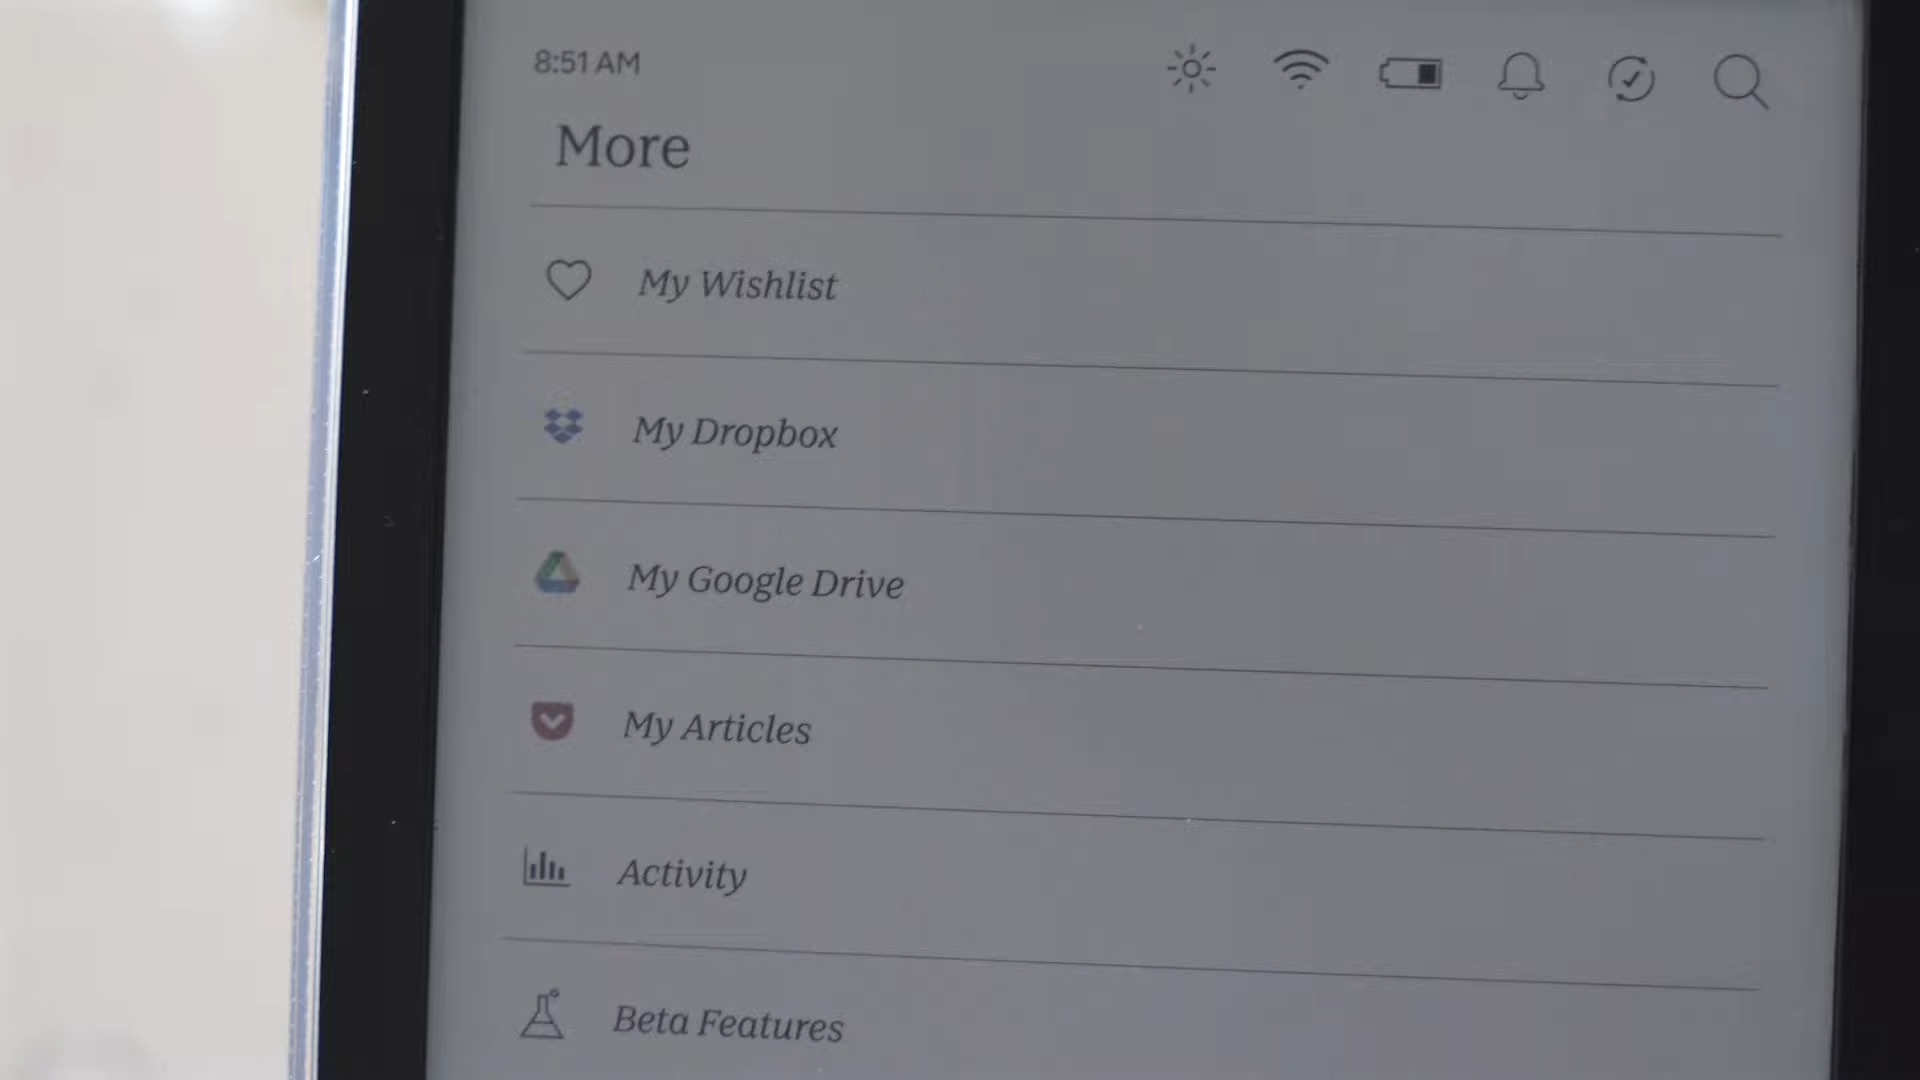 8:51 AM
More
My Wishlist
My Dropbox
My Google Drive
My Articles
Activity
Beta Features